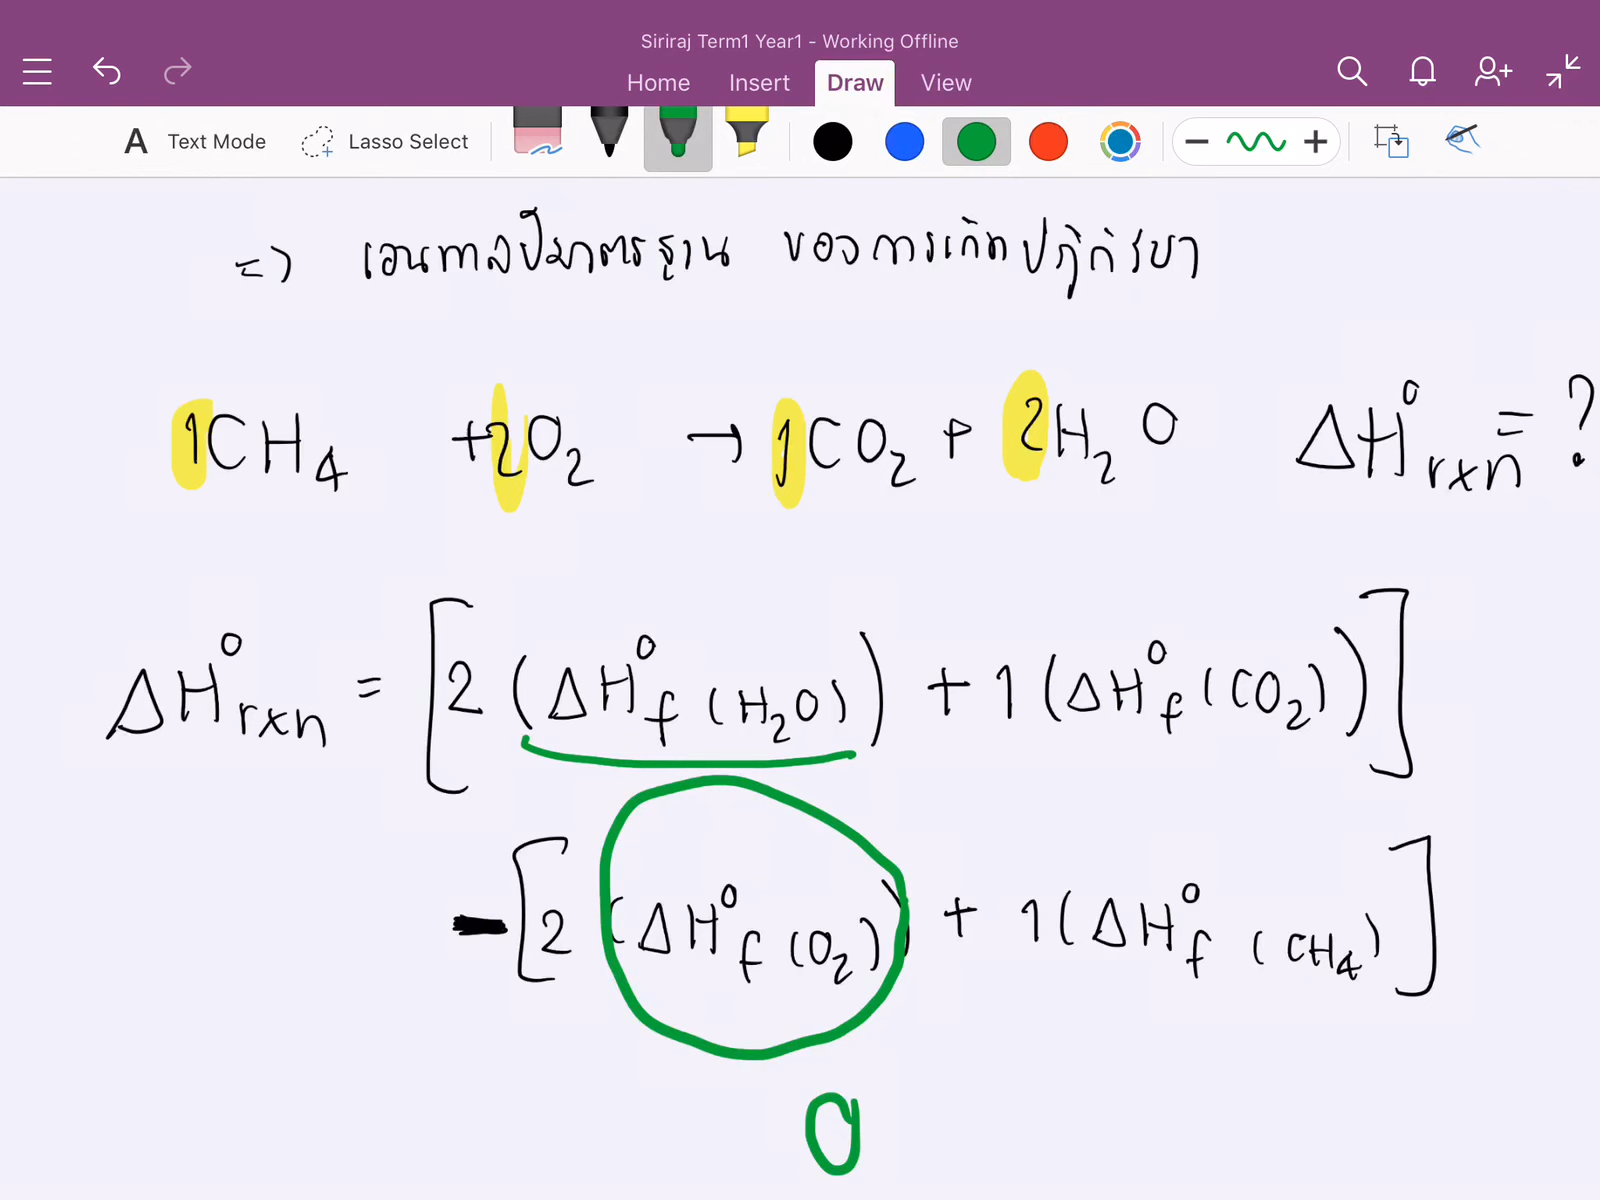 Siriraj Term1 Year1 - Working Offline
Home Insert Draw View
A Text Mode Lasso Select
=> เอนทาลปีมาตรฐาน ของการเกิดปฏิกิริยา
1CH₄ + 2O₂ → 1CO₂ + 2H₂O ΔH°rxn = ?
ΔH°rxn = [2 (ΔH°f (H₂O)) + 1 (ΔH°f (CO₂))]
- [2 (ΔH°f (O₂)) + 1 (ΔH°f (CH₄)]
0